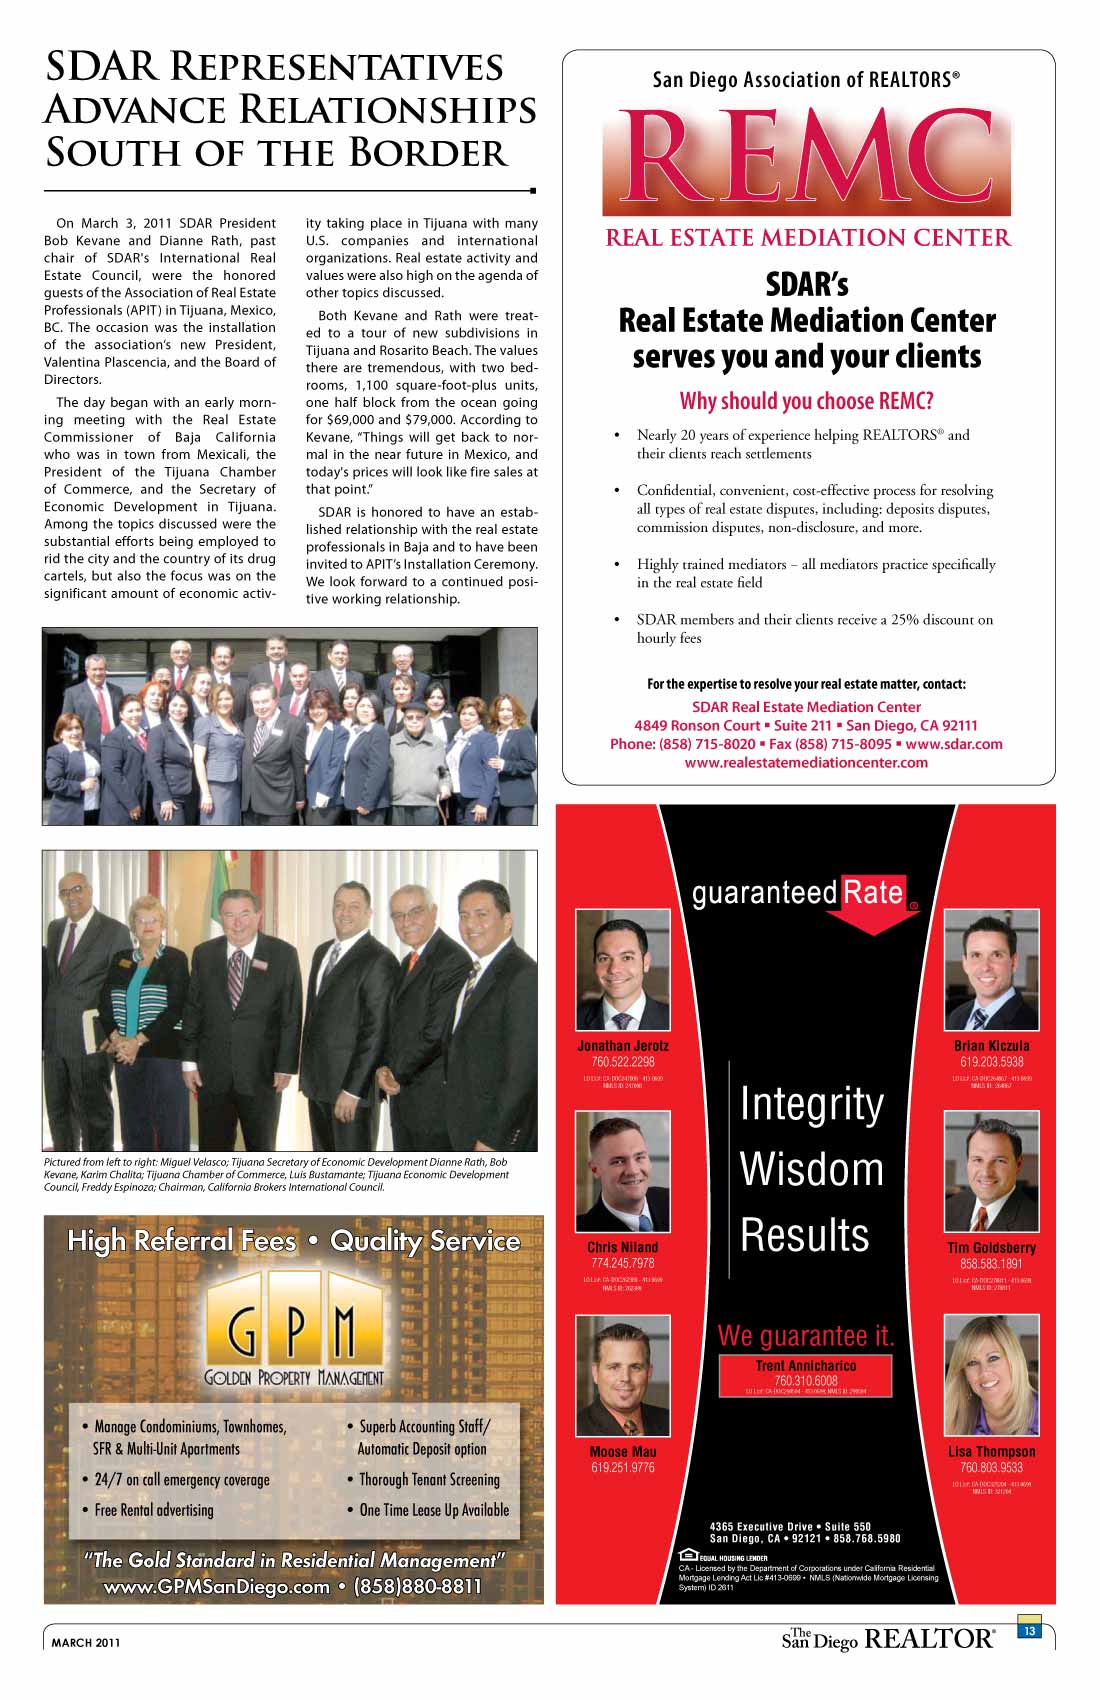 SDAR Representatives
Advance Relationships
South of the Border
On March 3, 2011 SDAR President
Bob Kevane and Dianne Rath, past
chair of SDAR's International Real
Estate Council, were the honored
guests of the Association of Real Estate
Professionals (APIT) in Tijuana, Mexico,
BC. The occasion was the installation
of the association's new President,
Valentina Plascencia, and the Board of
Directors.
The day began with an early morn-
ing meeting with the Real Estate
Commissioner of Baja California
who was in town from Mexicali, the
President of the Tijuana Chamber
of Commerce, and the Secretary of
Economic Development in Tijuana.
Among the topics discussed were the
substantial efforts being employed to
rid the city and the country of its drug
cartels, but also the focus was on the
significant amount of economic activ-
ity taking place in Tijuana with many
U.S. companies and international
organizations. Real estate activity and
values were also high on the agenda of
other topics discussed.
Both Kevane and Rath were treat-
ed to a tour of new subdivisions in
Tijuana and Rosarito Beach. The values
there are tremendous, with two bed-
rooms, 1,100 square-foot-plus units,
one half block from the ocean going
for $69,000 and $79,000. According to
Kevane, "Things will get back to nor-
mal in the near future in Mexico, and
today's prices will look like fire sales at
that point."
SDAR is honored to have an estab-
lished relationship with the real estate
professionals in Baja and to have been
invited to APIT's Installation Ceremony.
We look forward to a continued posi-
tive working relationship.
Pictured from left to right: Miguel Velasco; Tijuana Secretary of Economic Development Dianne Rath, Bob
Kevane, Karim Chalita; Tijuana Chamber of Commerce, Luis Bustamante; Tijuana Economic Development
Council, Freddy Espinoza; Chairman, California Brokers International Council.
High Referral Fees • Quality Service
GPM
Golden Property Management
• Manage Condominiums, Townhomes,
SFR & Multi-Unit Apartments
• 24/7 on call emergency coverage
• Free Rental advertising
• Superb Accounting Staff/
Automatic Deposit option
• Thorough Tenant Screening
• One Time Lease Up Available
"The Gold Standard in Residential Management"
www.GPMSanDiego.com • (858)880-8811
San Diego Association of REALTORS®
REMC
REAL ESTATE MEDIATION CENTER
SDAR's
Real Estate Mediation Center
serves you and your clients
Why should you choose REMC?
• Nearly 20 years of experience helping REALTORS® and
their clients reach settlements
• Confidential, convenient, cost-effective process for resolving
all types of real estate disputes, including: deposits disputes,
commission disputes, non-disclosure, and more.
• Highly trained mediators – all mediators practice specifically
in the real estate field
• SDAR members and their clients receive a 25% discount on
hourly fees
For the expertise to resolve your real estate matter, contact:
SDAR Real Estate Mediation Center
4849 Ronson Court ▪ Suite 211 ▪ San Diego, CA 92111
Phone: (858) 715-8020 ▪ Fax (858) 715-8095 ▪ www.sdar.com
www.realestatemediationcenter.com
guaranteed Rate®
Jonathan Jerotz
760.522.2298
Brian Kiczula
619.203.5938
Integrity
Wisdom
Results
Chris Niland
774.245.7978
Tim Goldsberry
858.583.1891
We guarantee it.
Trent Annicharico
760.310.6008
Moose Mau
619.251.9776
Lisa Thompson
760.803.9533
4365 Executive Drive • Suite 550
San Diego, CA • 92121 • 858.768.5980
EQUAL HOUSING LENDER
CA - Licensed by the Department of Corporations under California Residential
Mortgage Lending Act Lic #413-0699 • NMLS (Nationwide Mortgage Licensing
System) ID 2611
MARCH 2011
The San Diego REALTOR®
13